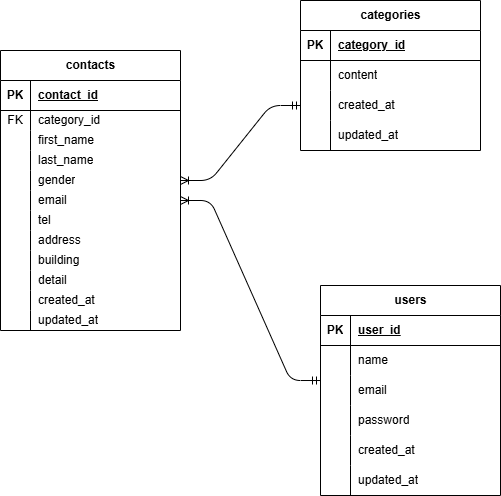 categories
PK category_id
content
created_at
updated_at
contacts
PK contact_id
FK category_id
first_name
last_name
gender
email
tel
address
building
detail
created_at
updated_at
users
PK user_id
name
email
password
created_at
updated_at